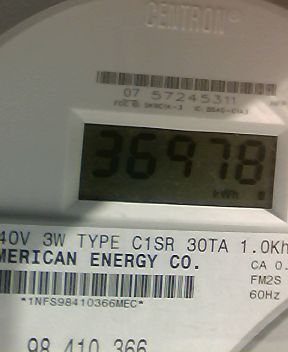 CENTRON®
07 57245311
36978
kWh
40V 3W TYPE C1SR 30TA 1.0Kh
MERICAN ENERGY CO.
CA 0.
FM2S
60Hz
*1NFS98410366MEC*
98 410 366